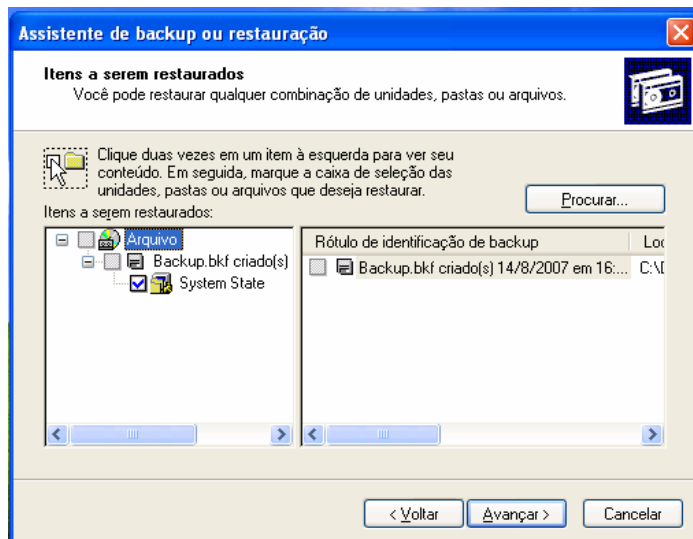 Assistente de backup ou restauração
Itens a serem restaurados
Você pode restaurar qualquer combinação de unidades, pastas ou arquivos.
Clique duas vezes em um item à esquerda para ver seu
conteúdo. Em seguida, marque a caixa de seleção das
unidades, pastas ou arquivos que deseja restaurar.
Procurar...
Itens a serem restaurados:
Arquivo
Backup.bkf criado(s)
System State
Rótulo de identificação de backup Loc
Backup.bkf criado(s) 14/8/2007 em 16:... C:\D
< Voltar Avançar > Cancelar